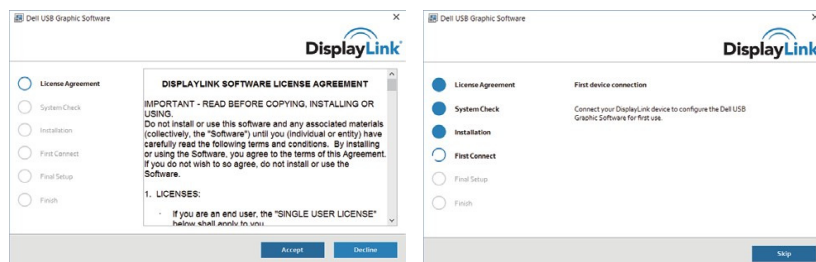 Dell USB Graphic Software
DisplayLink
License Agreement
System Check
Installation
First Connect
Final Setup
Finish
DISPLAYLINK SOFTWARE LICENSE AGREEMENT
IMPORTANT - READ BEFORE COPYING, INSTALLING OR
USING.
Do not install or use this software and any associated materials
(collectively, the "Software") until you (individual or entity) have
carefully read the following terms and conditions. By installing
or using the Software, you agree to the terms of this Agreement.
If you do not wish to so agree, do not install or use the
Software.
1. LICENSES:
· If you are an end user, the "SINGLE USER LICENSE"
below shall apply to you
Accept
Decline
Dell USB Graphic Software
DisplayLink
License Agreement
System Check
Installation
First Connect
Final Setup
Finish
First device connection
Connect your DisplayLink device to configure the Dell USB
Graphic Software for first use.
Skip